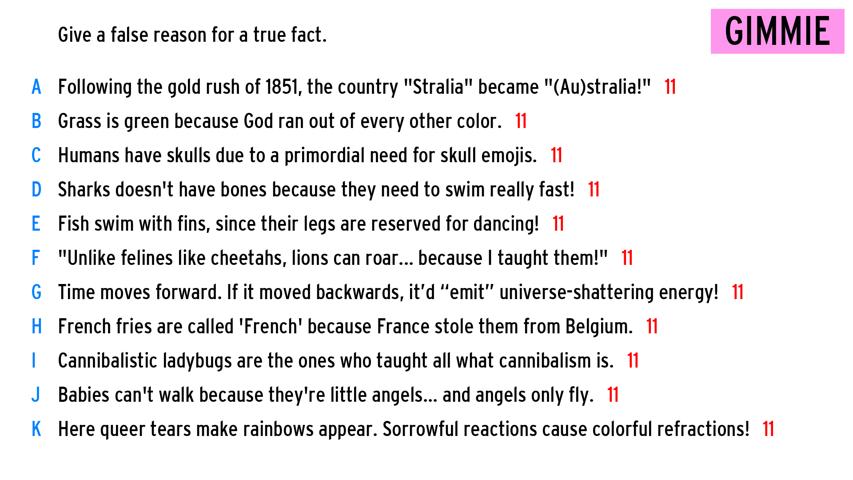 Give a false reason for a true fact.
GIMMIE
A Following the gold rush of 1851, the country "Stralia" became "(Au)stralia!" 11
B Grass is green because God ran out of every other color. 11
C Humans have skulls due to a primordial need for skull emojis. 11
D Sharks doesn't have bones because they need to swim really fast! 11
E Fish swim with fins, since their legs are reserved for dancing! 11
F "Unlike felines like cheetahs, lions can roar... because I taught them!" 11
G Time moves forward. If it moved backwards, it’d “emit” universe-shattering energy! 11
H French fries are called 'French' because France stole them from Belgium. 11
I Cannibalistic ladybugs are the ones who taught all what cannibalism is. 11
J Babies can't walk because they're little angels... and angels only fly. 11
K Here queer tears make rainbows appear. Sorrowful reactions cause colorful refractions! 11